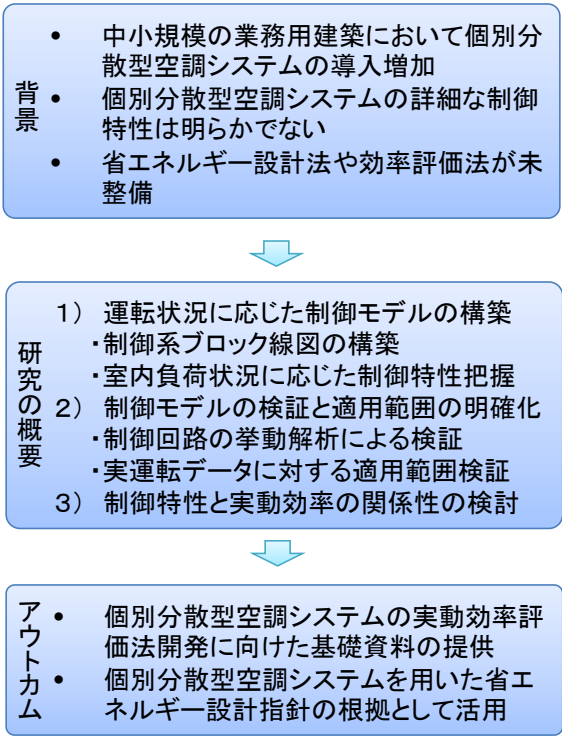 背景
• 中小規模の業務用建築において個別分
散型空調システムの導入増加
• 個別分散型空調システムの詳細な制御
特性は明らかでない
• 省エネルギー設計法や効率評価法が未
整備
研究の概要
１） 運転状況に応じた制御モデルの構築
・制御系ブロック線図の構築
・室内負荷状況に応じた制御特性把握
２） 制御モデルの検証と適用範囲の明確化
・制御回路の挙動解析による検証
・実運転データに対する適用範囲検証
３） 制御特性と実動効率の関係性の検討
アウトカム
• 個別分散型空調システムの実動効率評
価法開発に向けた基礎資料の提供
• 個別分散型空調システムを用いた省エ
ネルギー設計指針の根拠として活用